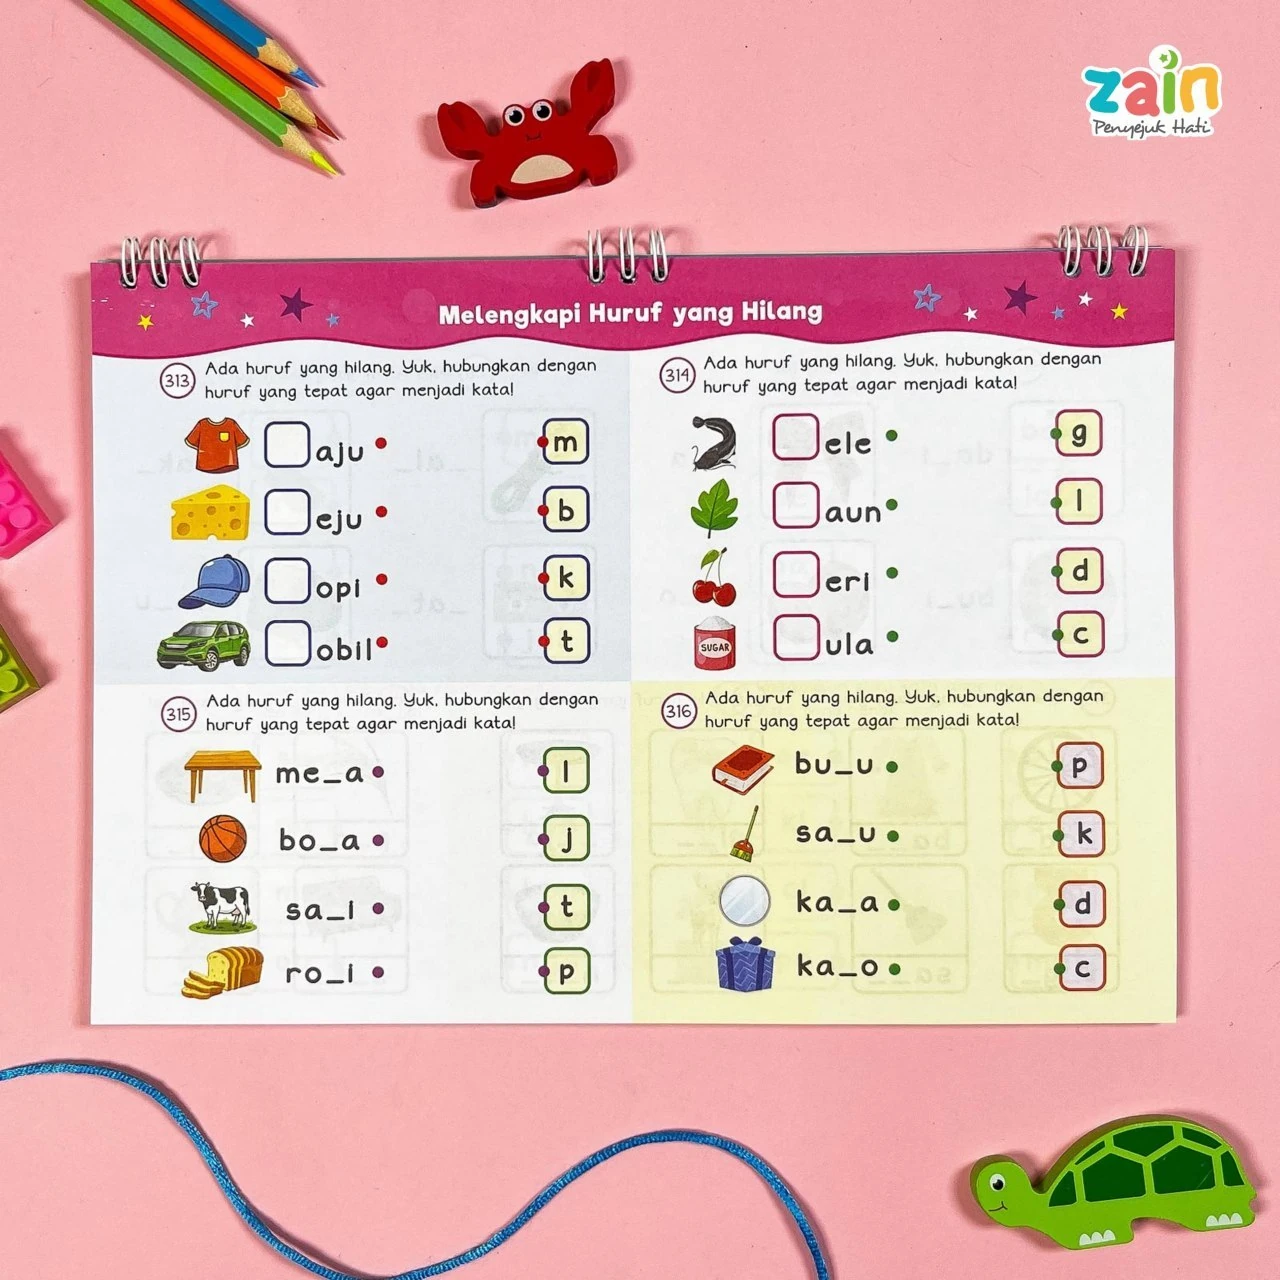 zain
Penyejuk Hati
Melengkapi Huruf yang Hilang
313
Ada huruf yang hilang. Yuk, hubungkan dengan
huruf yang tepat agar menjadi kata!
aju
m
eju
b
opi
k
obil
t
314
Ada huruf yang hilang. Yuk, hubungkan dengan
huruf yang tepat agar menjadi kata!
ele
g
aun
l
eri
d
SUGAR
ula
c
315
Ada huruf yang hilang. Yuk, hubungkan dengan
huruf yang tepat agar menjadi kata!
me_a
l
bo_a
j
sa_i
t
ro_i
p
316
Ada huruf yang hilang. Yuk, hubungkan dengan
huruf yang tepat agar menjadi kata!
bu_u
p
sa_u
k
ka_a
d
ka_o
c